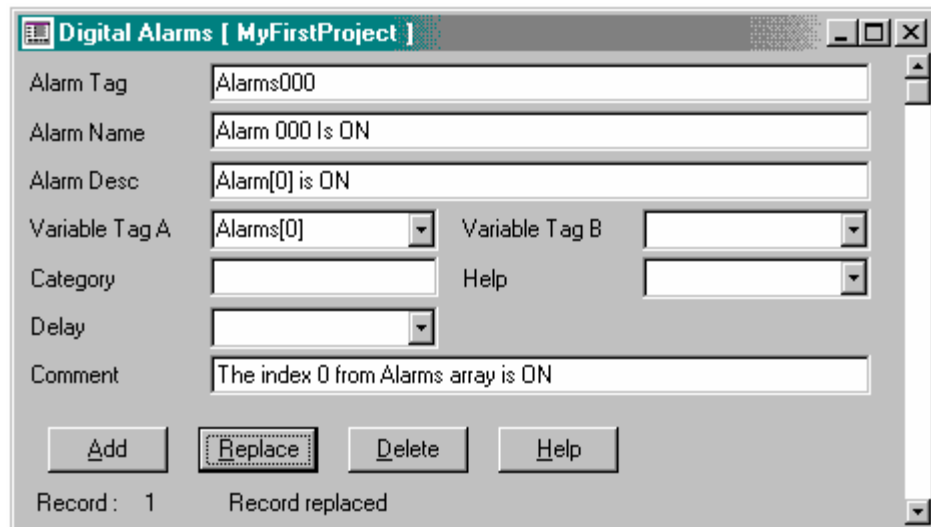 Digital Alarms [ MyFirstProject ]
Alarm Tag Alarms000
Alarm Name Alarm 000 Is ON
Alarm Desc Alarm[0] is ON
Variable Tag A Alarms[0] Variable Tag B
Category Help
Delay
Comment The index 0 from Alarms array is ON
Add Replace Delete Help
Record : 1 Record replaced